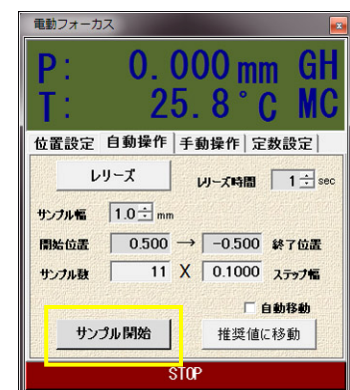 電動フォーカス
P: 0.000 mm GH
T: 25.8°C MC
位置設定 自動操作 手動操作 定数設定
レリーズ レリーズ時間 1 sec
サンプル幅 1.0 mm
開始位置 0.500 → -0.500 終了位置
サンプル数 11 X 0.1000 ステップ幅
自動移動
サンプル開始 推奨値に移動
STOP